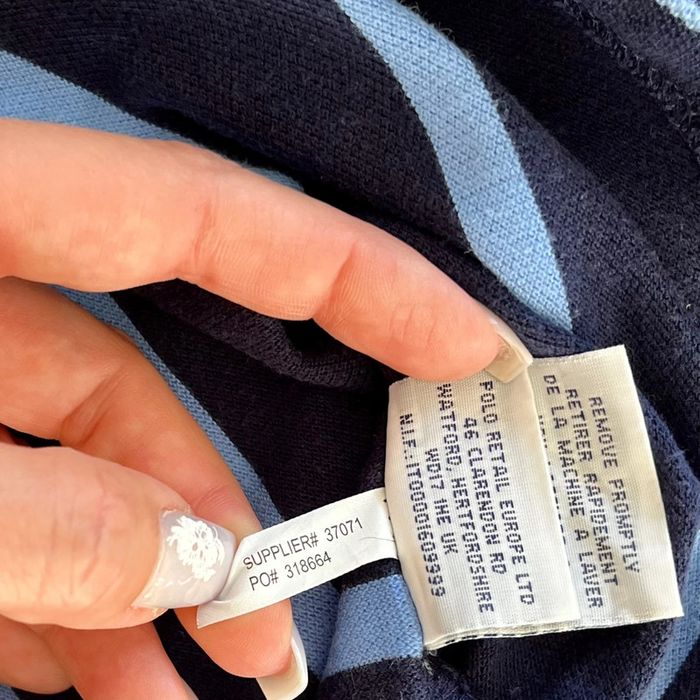 REMOVE PROMPTLY
RETIRER RAPIDEMENT
DE LA MACHINE A LAVER
POLO RETAIL EUROPE LTD
46 CLARENDON RD
WATFORD, HERTFORDSHIRE
WD17 1HE UK
N.I.F.
SUPPLIER# 37071
PO# 318664